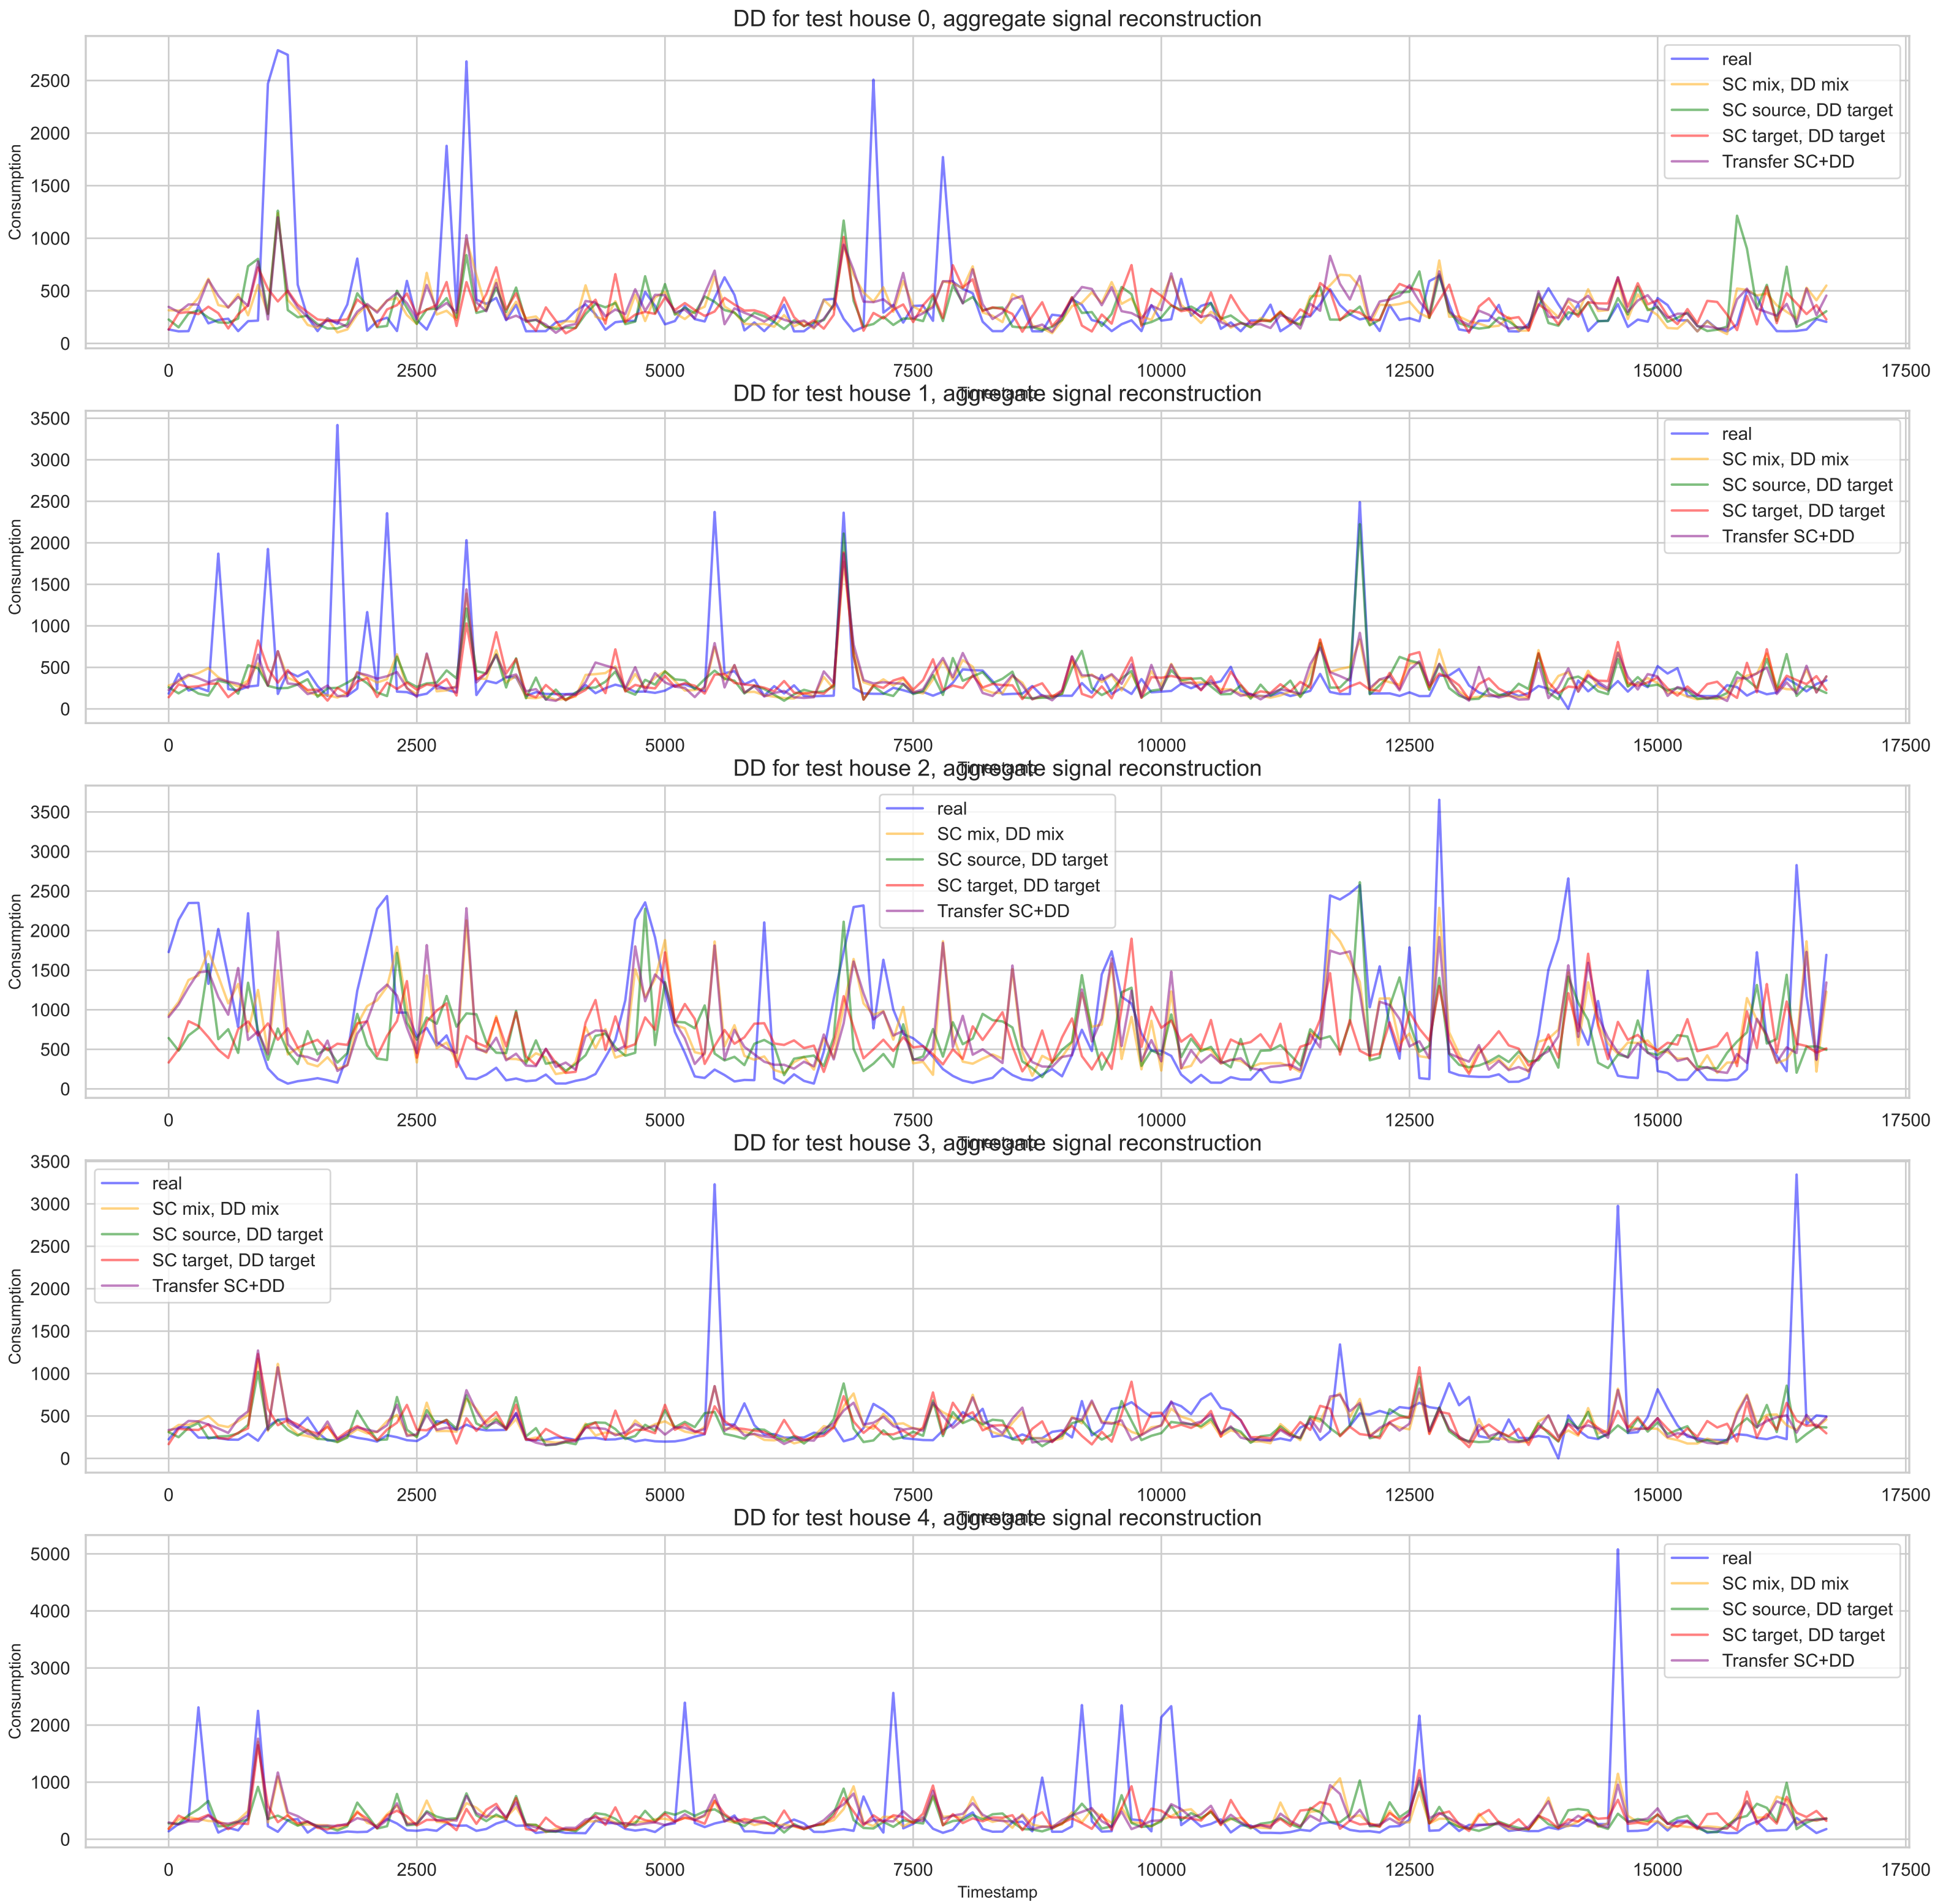 DD for test house 0, aggregate signal reconstruction
2500
2000
1500
1000
500
0
Consumption
real
SC mix, DD mix
SC source, DD target
SC target, DD target
Transfer SC+DD
0 2500 5000 7500 10000 12500 15000 17500
Timestamp
DD for test house 1, aggregate signal reconstruction
3500
3000
2500
2000
1500
1000
500
0
Consumption
real
SC mix, DD mix
SC source, DD target
SC target, DD target
Transfer SC+DD
0 2500 5000 7500 10000 12500 15000 17500
Timestamp
DD for test house 2, aggregate signal reconstruction
3500
3000
2500
2000
1500
1000
500
0
Consumption
real
SC mix, DD mix
SC source, DD target
SC target, DD target
Transfer SC+DD
0 2500 5000 7500 10000 12500 15000 17500
Timestamp
DD for test house 3, aggregate signal reconstruction
3500
3000
2500
2000
1500
1000
500
0
Consumption
real
SC mix, DD mix
SC source, DD target
SC target, DD target
Transfer SC+DD
0 2500 5000 7500 10000 12500 15000 17500
Timestamp
DD for test house 4, aggregate signal reconstruction
5000
4000
3000
2000
1000
0
Consumption
real
SC mix, DD mix
SC source, DD target
SC target, DD target
Transfer SC+DD
0 2500 5000 7500 10000 12500 15000 17500
Timestamp